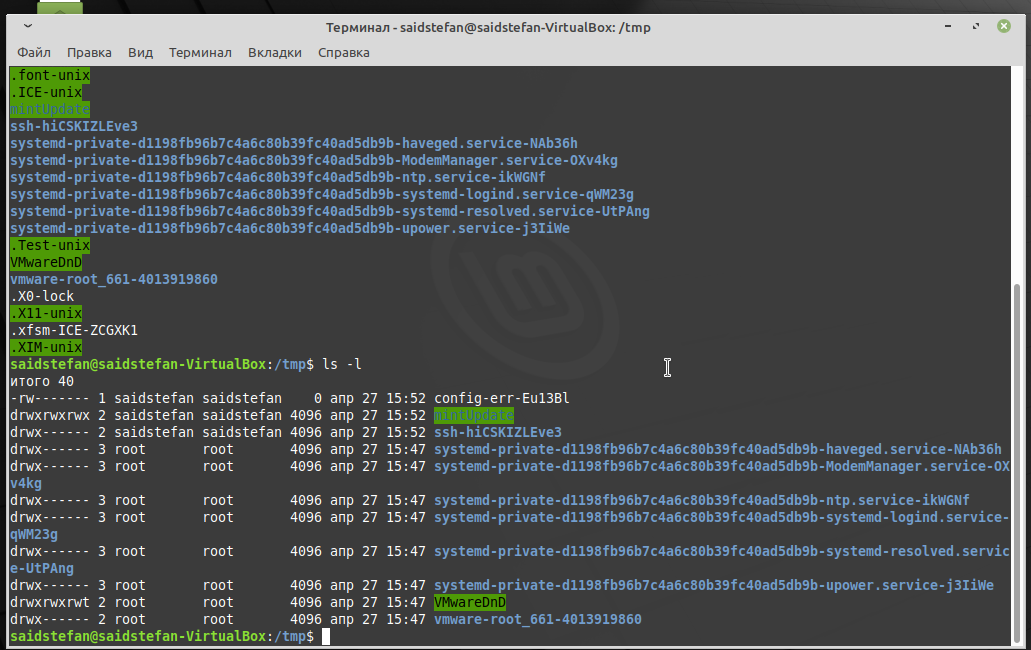 Терминал - saidstefan@saidstefan-VirtualBox: /tmp
Файл Правка Вид Терминал Вкладки Справка
.font-unix
.ICE-unix
mintUpdate
ssh-hiCSKIZLEve3
systemd-private-d1198fb96b7c4a6c80b39fc40ad5db9b-haveged.service-NAb36h
systemd-private-d1198fb96b7c4a6c80b39fc40ad5db9b-ModemManager.service-OXv4kg
systemd-private-d1198fb96b7c4a6c80b39fc40ad5db9b-ntp.service-ikWGNf
systemd-private-d1198fb96b7c4a6c80b39fc40ad5db9b-systemd-logind.service-qWM23g
systemd-private-d1198fb96b7c4a6c80b39fc40ad5db9b-systemd-resolved.service-UtPAng
systemd-private-d1198fb96b7c4a6c80b39fc40ad5db9b-upower.service-j3IiWe
.Test-unix
VMwareDnD
vmware-root_661-4013919860
.X0-lock
.X11-unix
.xfsm-ICE-ZCGXK1
.XIM-unix
saidstefan@saidstefan-VirtualBox:/tmp$ ls -l
итого 40
-rw------- 1 saidstefan saidstefan    0 апр 27 15:52 config-err-Eu13Bl
drwxrwxrwx 2 saidstefan saidstefan 4096 апр 27 15:52 mintUpdate
drwx------ 2 saidstefan saidstefan 4096 апр 27 15:52 ssh-hiCSKIZLEve3
drwx------ 3 root       root       4096 апр 27 15:47 systemd-private-d1198fb96b7c4a6c80b39fc40ad5db9b-haveged.service-NAb36h
drwx------ 3 root       root       4096 апр 27 15:47 systemd-private-d1198fb96b7c4a6c80b39fc40ad5db9b-ModemManager.service-OX
v4kg
drwx------ 3 root       root       4096 апр 27 15:47 systemd-private-d1198fb96b7c4a6c80b39fc40ad5db9b-ntp.service-ikWGNf
drwx------ 3 root       root       4096 апр 27 15:47 systemd-private-d1198fb96b7c4a6c80b39fc40ad5db9b-systemd-logind.service-
qWM23g
drwx------ 3 root       root       4096 апр 27 15:47 systemd-private-d1198fb96b7c4a6c80b39fc40ad5db9b-systemd-resolved.servic
e-UtPAng
drwx------ 3 root       root       4096 апр 27 15:47 systemd-private-d1198fb96b7c4a6c80b39fc40ad5db9b-upower.service-j3IiWe
drwxrwxrwt 2 root       root       4096 апр 27 15:47 VMwareDnD
drwx------ 2 root       root       4096 апр 27 15:47 vmware-root_661-4013919860
saidstefan@saidstefan-VirtualBox:/tmp$